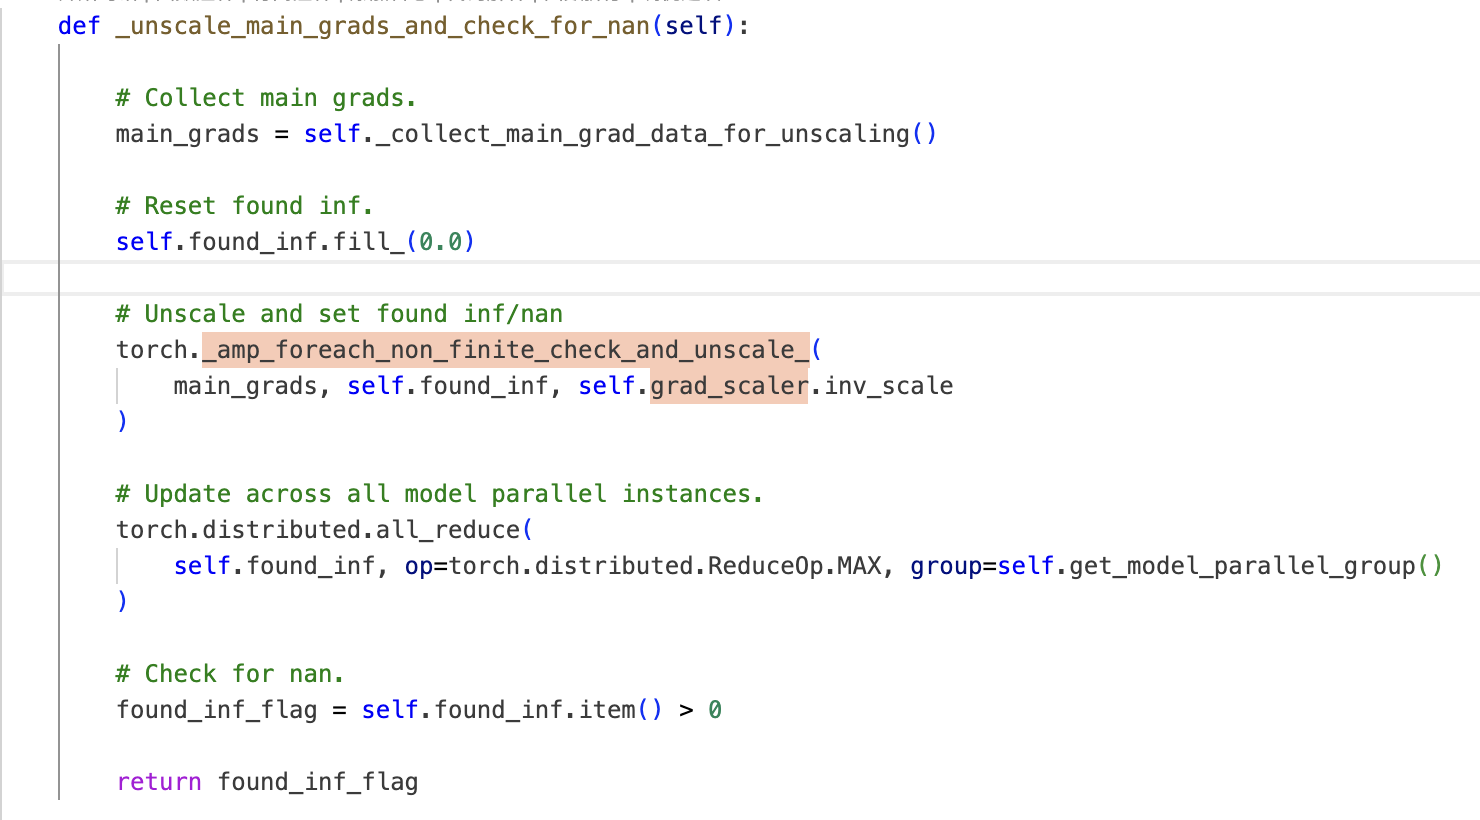 def _unscale_main_grads_and_check_for_nan(self):
# Collect main grads.
main_grads = self._collect_main_grad_data_for_unscaling()
# Reset found inf.
self.found_inf.fill_(0.0)
# Unscale and set found inf/nan
torch._amp_foreach_non_finite_check_and_unscale_(
main_grads, self.found_inf, self.grad_scaler.inv_scale
)
# Update across all model parallel instances.
torch.distributed.all_reduce(
self.found_inf, op=torch.distributed.ReduceOp.MAX, group=self.get_model_parallel_group()
)
# Check for nan.
found_inf_flag = self.found_inf.item() > 0
return found_inf_flag